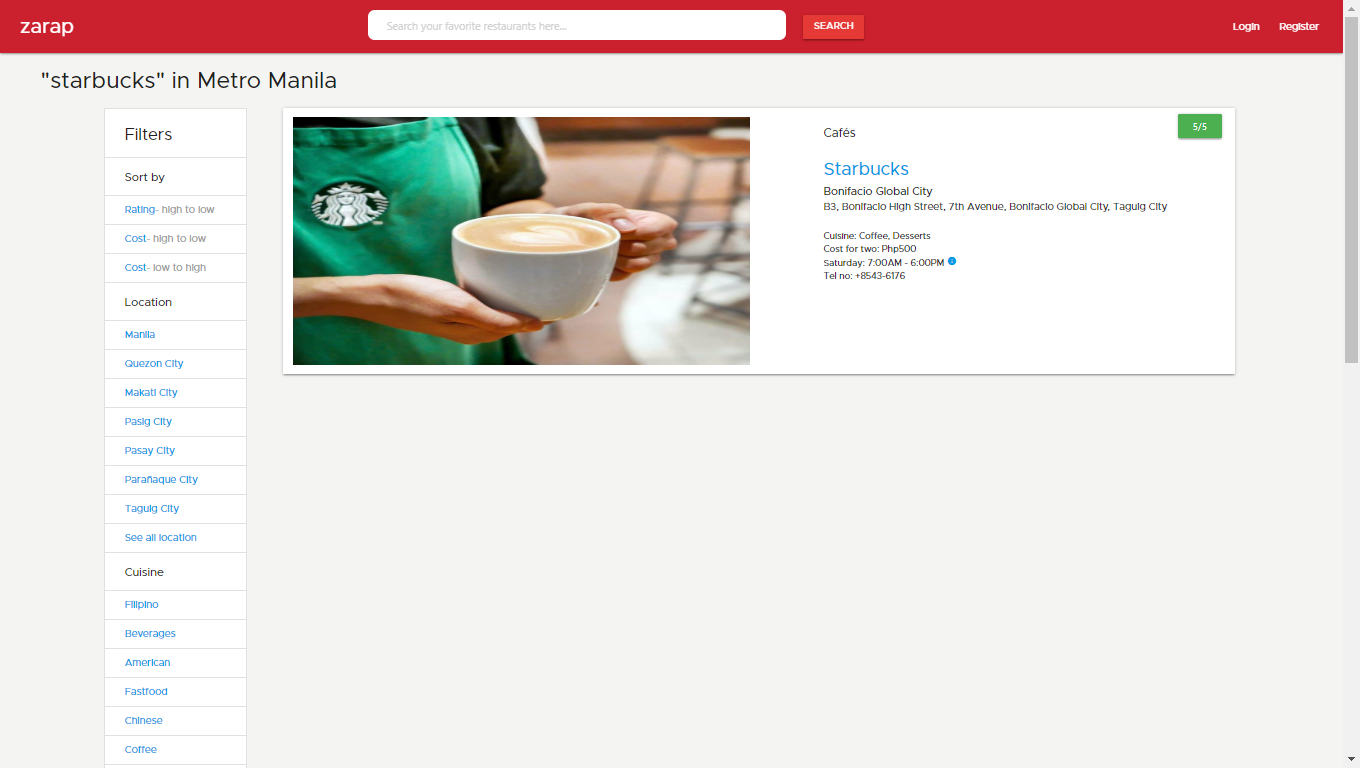 zarap
Search your favorite restaurants here...
SEARCH
Login
Register
"starbucks" in Metro Manila
Filters
Sort by
Rating- high to low
Cost- high to low
Cost- low to high
Location
Manila
Quezon City
Makati City
Pasig City
Pasay City
Parañaque City
Taguig City
See all location
Cuisine
Filipino
Beverages
American
Fastfood
Chinese
Coffee
Cafés
5/5
Starbucks
Bonifacio Global City
B3, Bonifacio High Street, 7th Avenue, Bonifacio Global City, Taguig City
Cuisine: Coffee, Desserts
Cost for two: Php500
Saturday: 7:00AM - 6:00PM
Tel no: +8543-6176